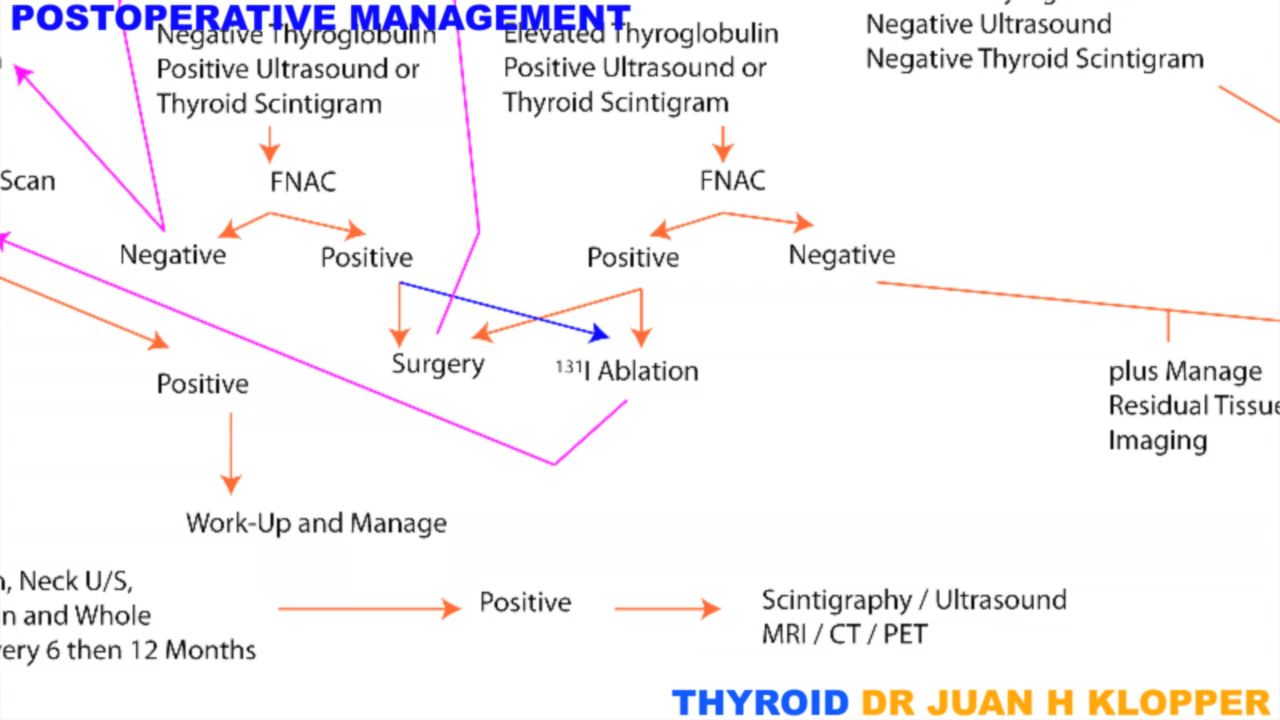 POSTOPERATIVE MANAGEMENT
Negative Thyroglobulin
Positive Ultrasound or
Thyroid Scintigram
Elevated Thyroglobulin
Positive Ultrasound or
Thyroid Scintigram
Negative Ultrasound
Negative Thyroid Scintigram
Scan
FNAC
FNAC
Negative
Positive
Positive
Negative
Surgery
¹³¹I Ablation
Positive
plus Manage
Residual Tissue
Imaging
Work-Up and Manage
, Neck U/S,
n and Whole
very 6 then 12 Months
Positive
Scintigraphy / Ultrasound
MRI / CT / PET
THYROID DR JUAN H KLOPPER